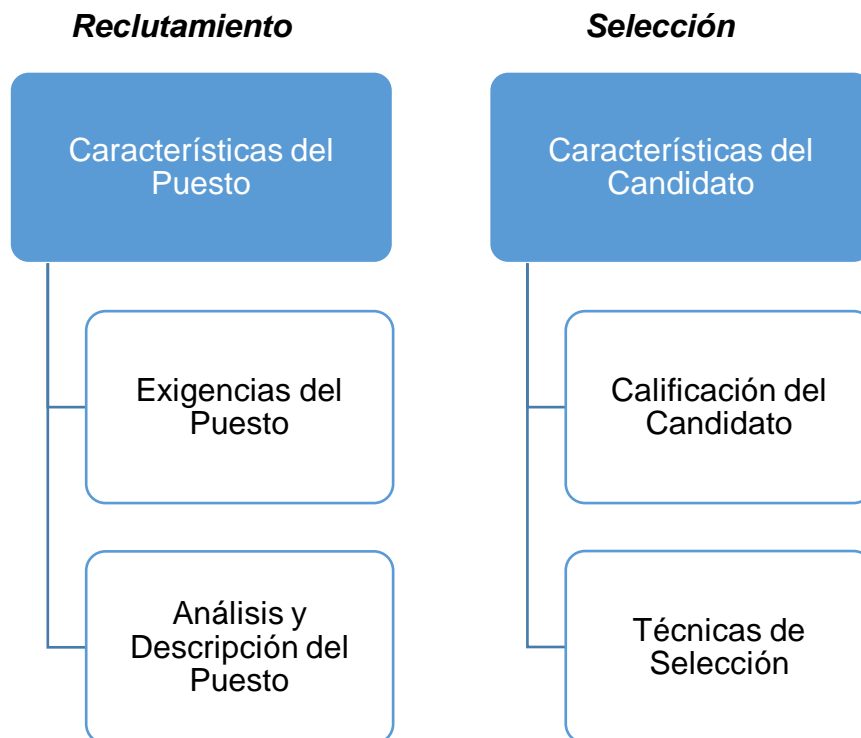 Reclutamiento
Selección
Características del
Puesto
Características del
Candidato
Exigencias del
Puesto
Calificación del
Candidato
Análisis y
Descripción del
Puesto
Técnicas de
Selección